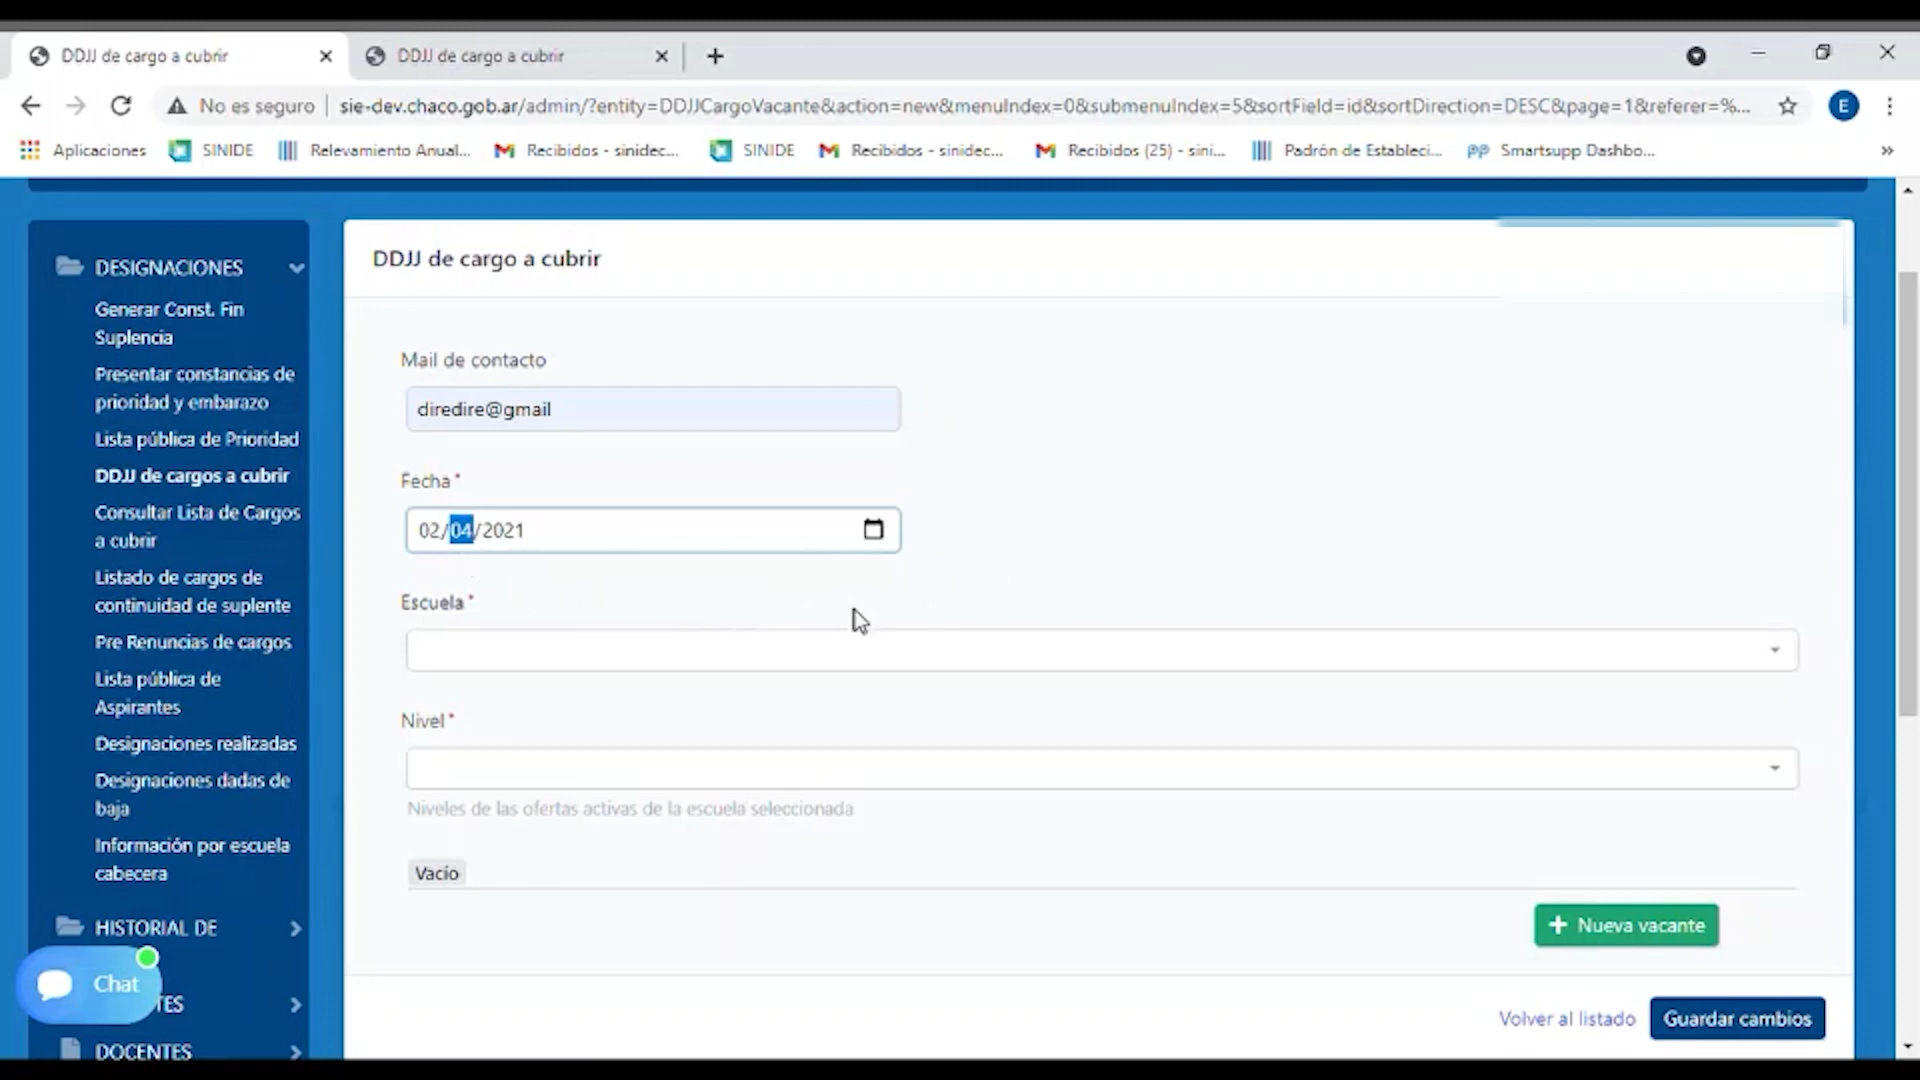 DDJJ de cargo a cubrir
DDJJ de cargo a cubrir
No es seguro | sie-dev.chaco.gob.ar/admin/?entity=DDJJCargoVacante&action=new&menuIndex=0&submenuIndex=5&sortField=id&sortDirection=DESC&page=1&referer=%...
E
Aplicaciones SINIDE Relevamiento Anual... Recibidos - sinidec... SINIDE Recibidos - sinidec... Recibidos (25) - sini... Padrón de Estableci... Smartsupp Dashbo... »
DESIGNACIONES
Generar Const. Fin
Suplencia
Presentar constancias de
prioridad y embarazo
Lista pública de Prioridad
DDJJ de cargos a cubrir
Consultar Lista de Cargos
a cubrir
Listado de cargos de
continuidad de suplente
Pre Renuncias de cargos
Lista pública de
Aspirantes
Designaciones realizadas
Designaciones dadas de
baja
Información por escuela
cabecera
HISTORIAL DE
Chat
TES
DOCENTES
DDJJ de cargo a cubrir
Mail de contacto
diredire@gmail
Fecha*
02/04/2021
Escuela*
Nivel*
Niveles de las ofertas activas de la escuela seleccionada
Vacío
+ Nueva vacante
Volver al listado
Guardar cambios